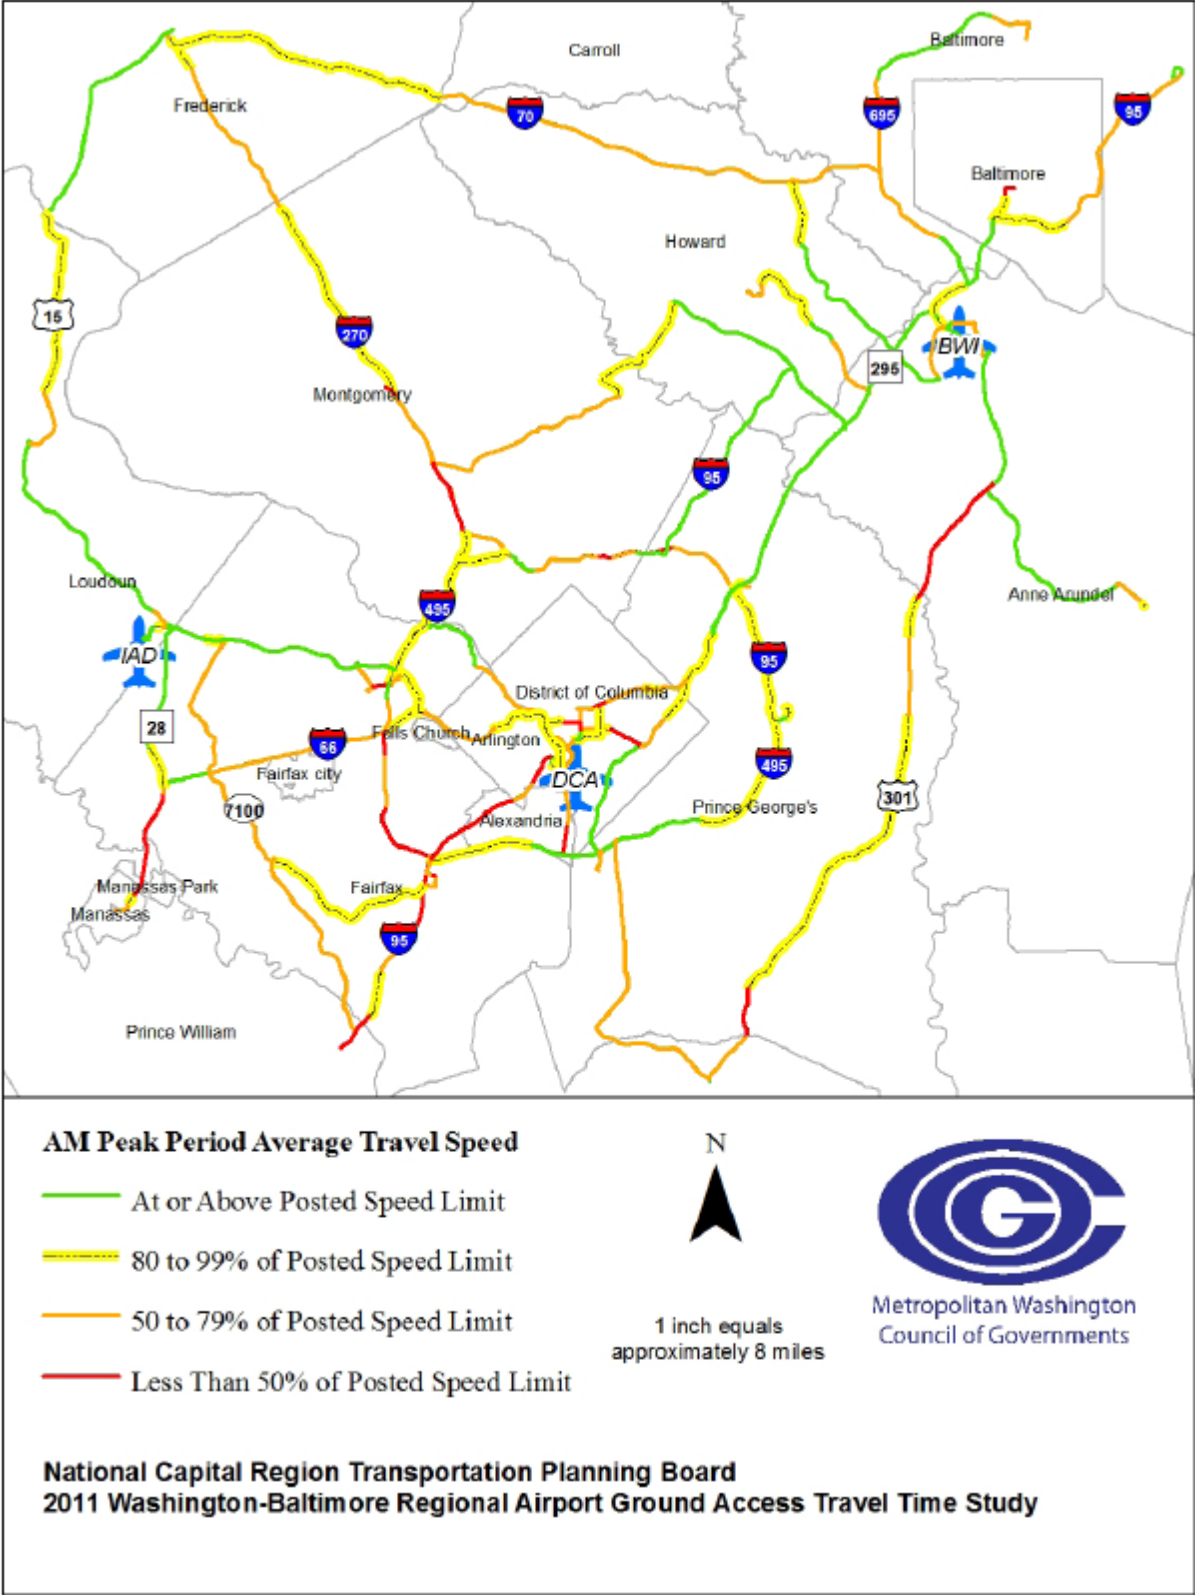 Carroll
Baltimore
Frederick
70
695
95
Baltimore
Howard
15
270
BWI
295
Montgomery
95
Loudoun
495
Anne Arundel
IAD
95
District of Columbia
28
66
Falls Church
Arlington
Fairfax city
DCA
495
7100
Alexandria
Prince George's
301
Manassas Park
Fairfax
Manassas
95
Prince William
AM Peak Period Average Travel Speed
At or Above Posted Speed Limit
80 to 99% of Posted Speed Limit
50 to 79% of Posted Speed Limit
Less Than 50% of Posted Speed Limit
N
1 inch equals
approximately 8 miles
COG
Metropolitan Washington
Council of Governments
National Capital Region Transportation Planning Board
2011 Washington-Baltimore Regional Airport Ground Access Travel Time Study